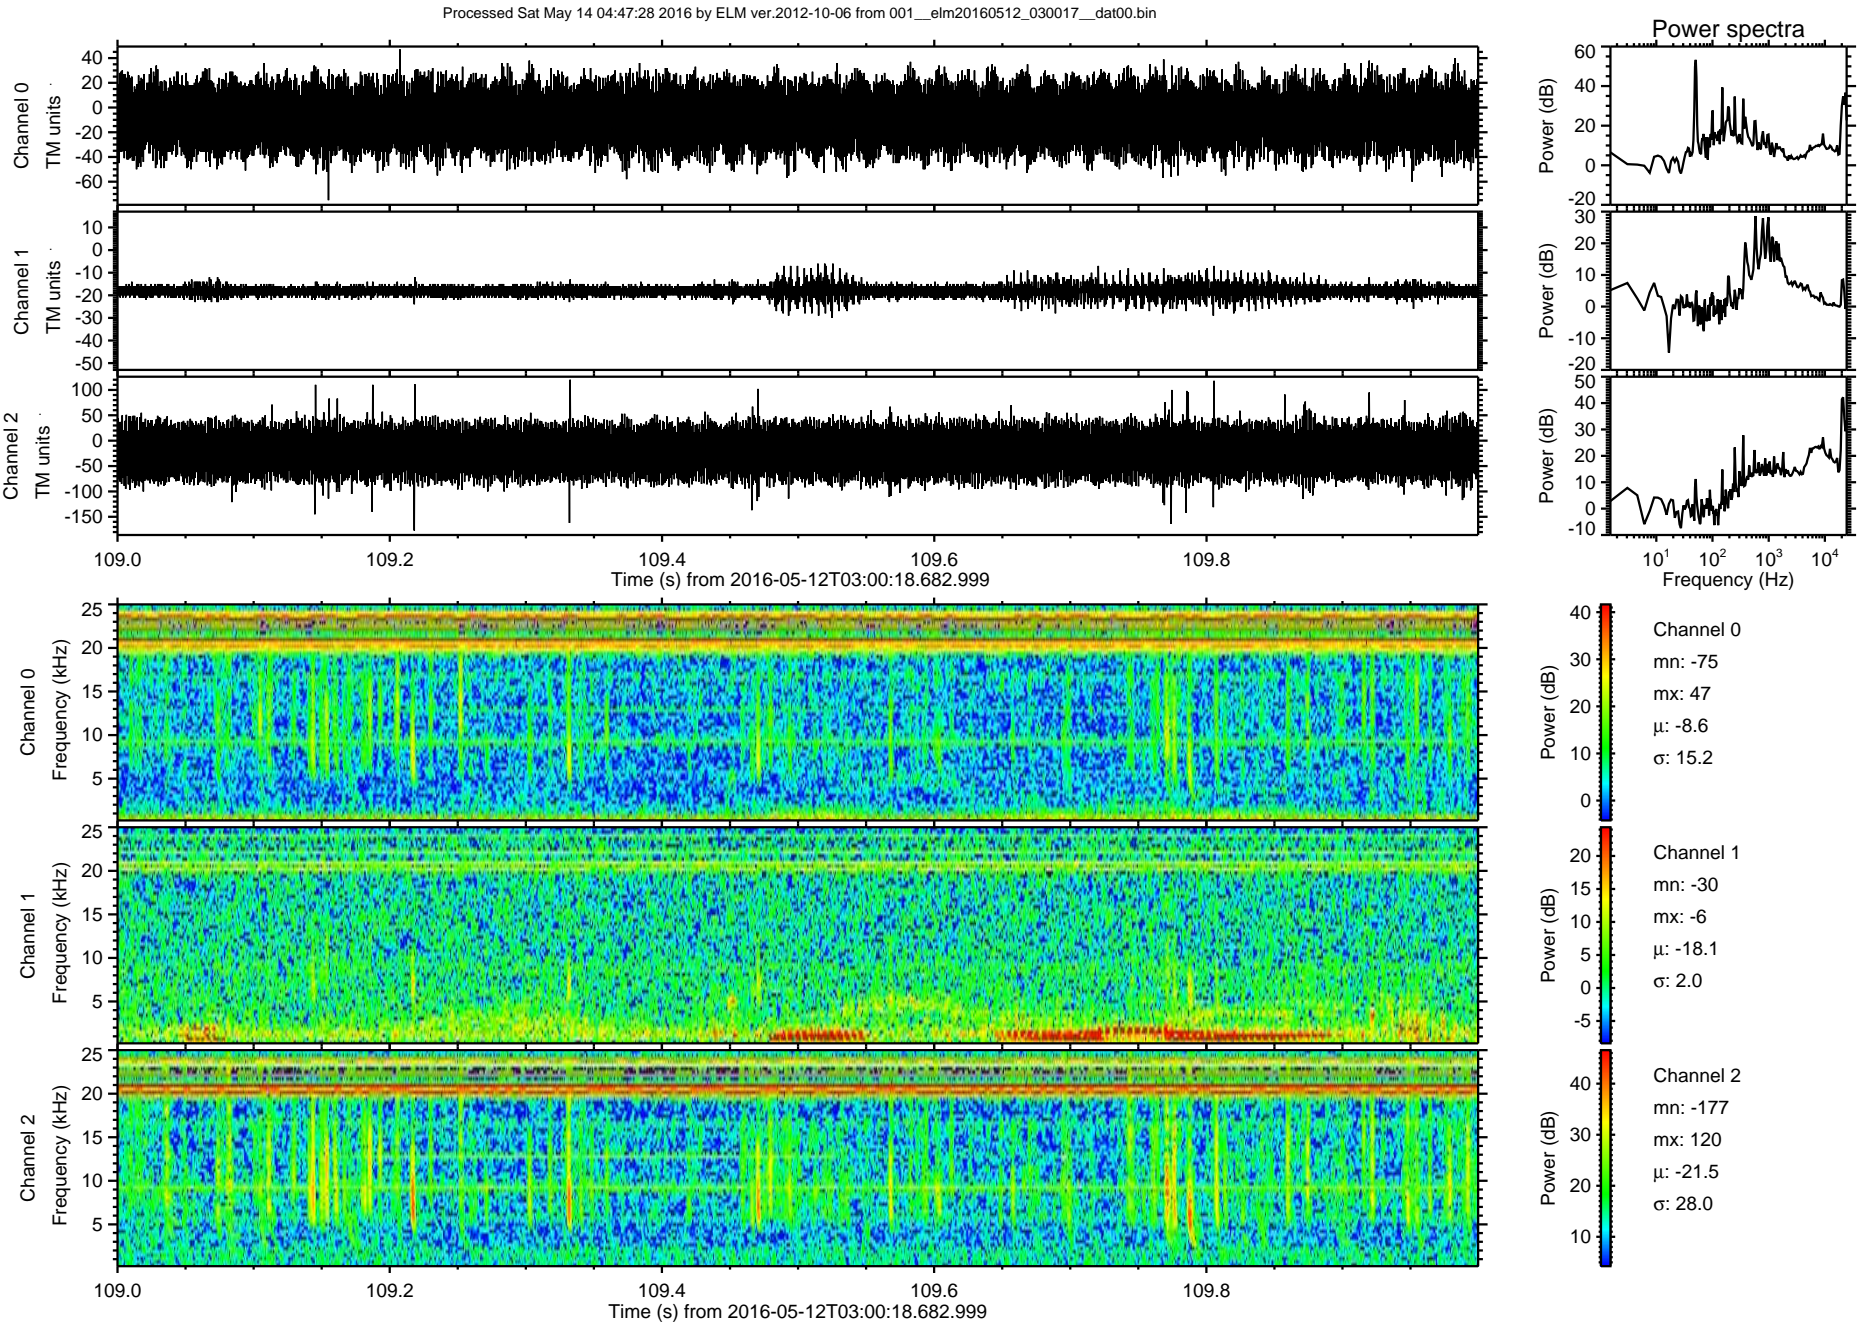 Processed Sat May 14 04:47:28 2016 by ELM ver.2012-10-06 from 001__elm20160512_030017__dat00.bin
Power spectra
Channel 0
TM units
40
20
0
-20
-40
-60
Power (dB)
60
40
20
0
-20
Channel 1
TM units
10
0
-10
-20
-30
-40
-50
Power (dB)
30
20
10
0
-10
-20
Channel 2
TM units
100
50
0
-50
-100
-150
Power (dB)
50
40
30
20
10
0
-10
109.0 109.2 109.4 109.6 109.8
Time (s) from 2016-05-12T03:00:18.682.999
10^1 10^2 10^3 10^4
Frequency (Hz)
Channel 0
Frequency (kHz)
25
20
15
10
5
Power (dB)
40
30
20
10
0
Channel 0
mn: -75
mx: 47
μ: -8.6
σ: 15.2
Channel 1
Frequency (kHz)
25
20
15
10
5
Power (dB)
20
15
10
5
0
-5
Channel 1
mn: -30
mx: -6
μ: -18.1
σ: 2.0
Channel 2
Frequency (kHz)
25
20
15
10
5
Power (dB)
40
30
20
10
Channel 2
mn: -177
mx: 120
μ: -21.5
σ: 28.0
109.0 109.2 109.4 109.6 109.8
Time (s) from 2016-05-12T03:00:18.682.999